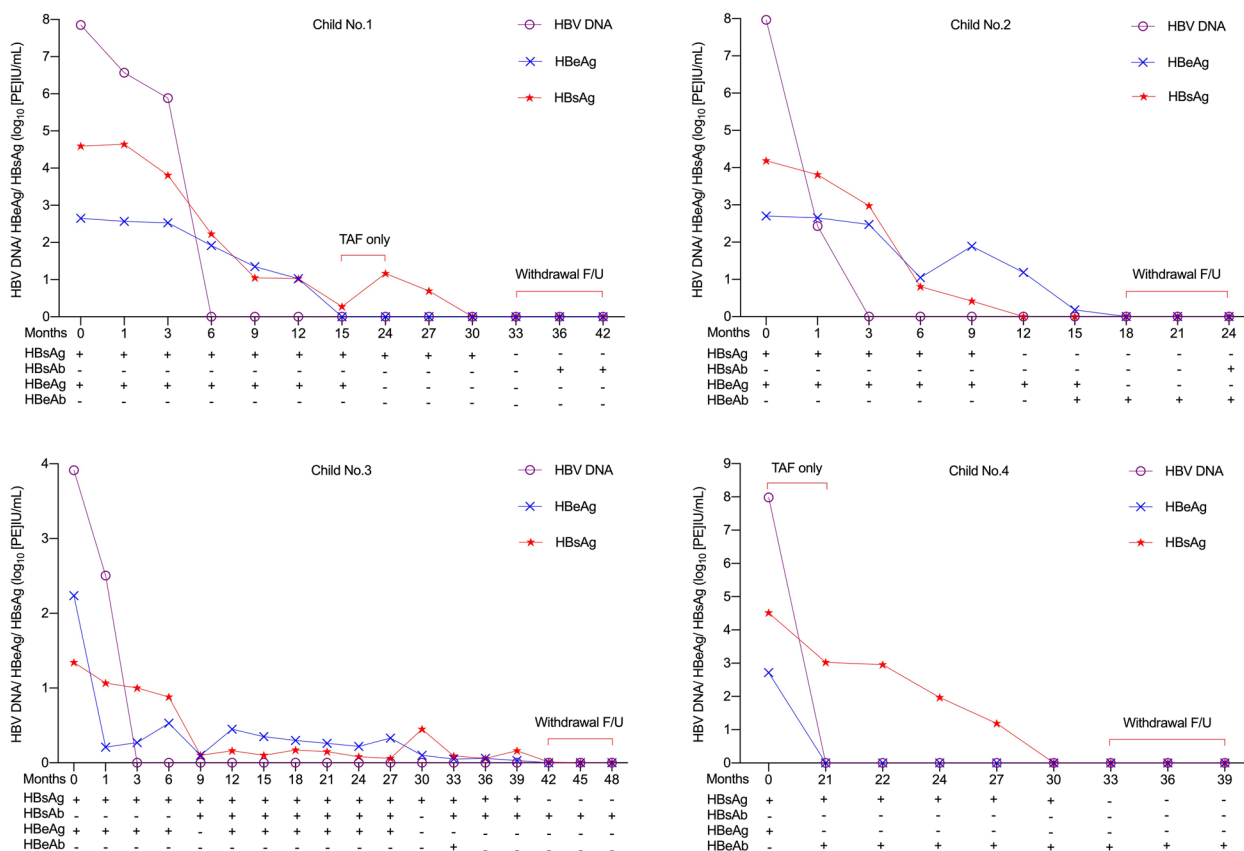 Child No.1
HBV DNA
HBeAg
HBsAg
HBV DNA/ HBeAg/ HBsAg (log10 [PE]IU/mL)
8
7
6
5
4
3
2
1
0
TAF only
Withdrawal F/U
Months 0 1 3 6 9 12 15 24 27 30 33 36 42
HBsAg + + + + + + + + + + - - -
HBsAb - - - - - - - - - - - + +
HBeAg + + + + + + + - - - - - -
HBeAb - - - - - - - - - - - - -
Child No.2
HBV DNA
HBeAg
HBsAg
HBV DNA/ HBeAg/ HBsAg (log10 [PE]IU/mL)
8
7
6
5
4
3
2
1
0
Withdrawal F/U
Months 0 1 3 6 9 12 15 18 21 24
HBsAg + + + + + - - - - -
HBsAb - - - - - - - - - +
HBeAg + + + + + + + - - -
HBeAb - - - - - - + + + +
Child No.3
HBV DNA
HBeAg
HBsAg
HBV DNA/ HBeAg/ HBsAg (log10 [PE]IU/mL)
4
3
2
1
0
Withdrawal F/U
Months 0 1 3 6 9 12 15 18 21 24 27 30 33 36 39 42 45 48
HBsAg + + + + + + + + + + + + + + + - - -
HBsAb - - - - + + + + + + + - + + + + + +
HBeAg + + + + - + + + + + + - - - - - - -
HBeAb - - - - - - - - - - - - + - - - - -
Child No.4
HBV DNA
HBeAg
HBsAg
HBV DNA/ HBeAg/ HBsAg (log10 [PE]IU/mL)
9
8
7
6
5
4
3
2
1
0
TAF only
Withdrawal F/U
Months 0 21 22 24 27 30 33 36 39
HBsAg + + + + + + - - -
HBsAb - - - - - - - - -
HBeAg + - - - - - - - -
HBeAb - + + + + + + + +